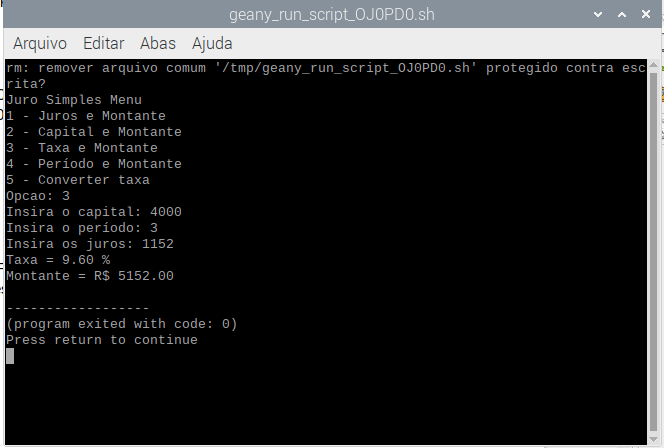 geany_run_script_OJ0PD0.sh
Arquivo Editar Abas Ajuda
rm: remover arquivo comum '/tmp/geany_run_script_OJ0PD0.sh' protegido contra esc
rita?
Juro Simples Menu
1 - Juros e Montante
2 - Capital e Montante
3 - Taxa e Montante
4 - Período e Montante
5 - Converter taxa
Opcao: 3
Insira o capital: 4000
Insira o período: 3
Insira os juros: 1152
Taxa = 9.60 %
Montante = R$ 5152.00
------------------
(program exited with code: 0)
Press return to continue